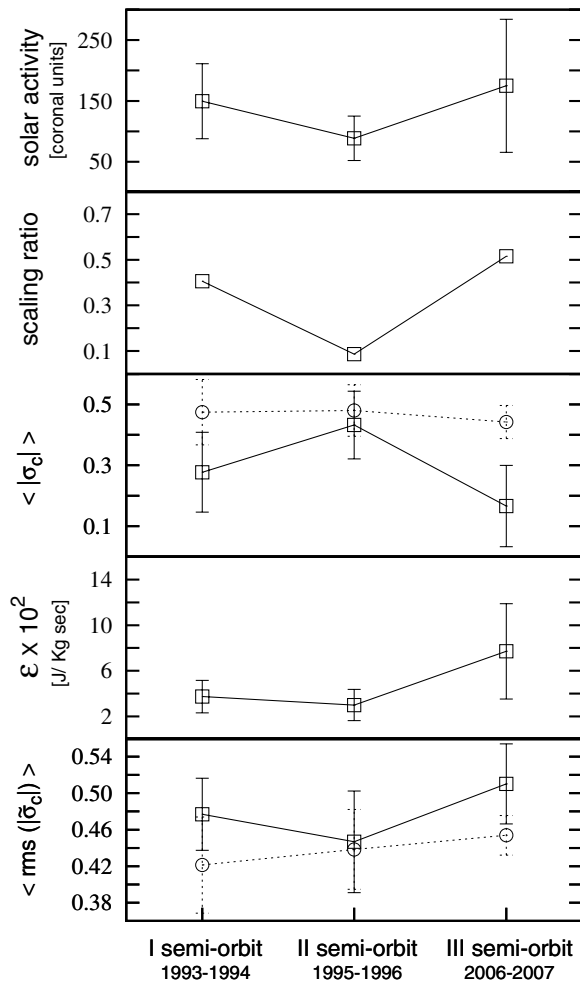 solar activity
[coronal units]
250
150
50
scaling ratio
0.7
0.5
0.3
0.1
< |σc| >
0.5
0.3
0.1
ε x 10²
[J/ Kg sec]
14
10
6
2
< rms (|σ̃c|) >
0.54
0.50
0.46
0.42
0.38
I semi-orbit
1993-1994
II semi-orbit
1995-1996
III semi-orbit
2006-2007